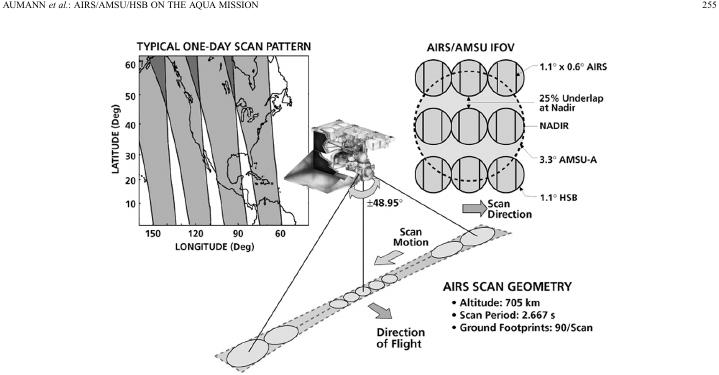 AUMANN et al.: AIRS/AMSU/HSB ON THE AQUA MISSION 255
TYPICAL ONE-DAY SCAN PATTERN
60
50
40
30
20
10
LATITUDE (Deg)
150 120 90 60
LONGITUDE (Deg)
±48.95°
AIRS/AMSU IFOV
1.1° x 0.6° AIRS
25% Underlap
at Nadir
NADIR
3.3° AMSU-A
1.1° HSB
Scan
Direction
Scan
Motion
Direction
of Flight
AIRS SCAN GEOMETRY
• Altitude: 705 km
• Scan Period: 2.667 s
• Ground Footprints: 90/Scan